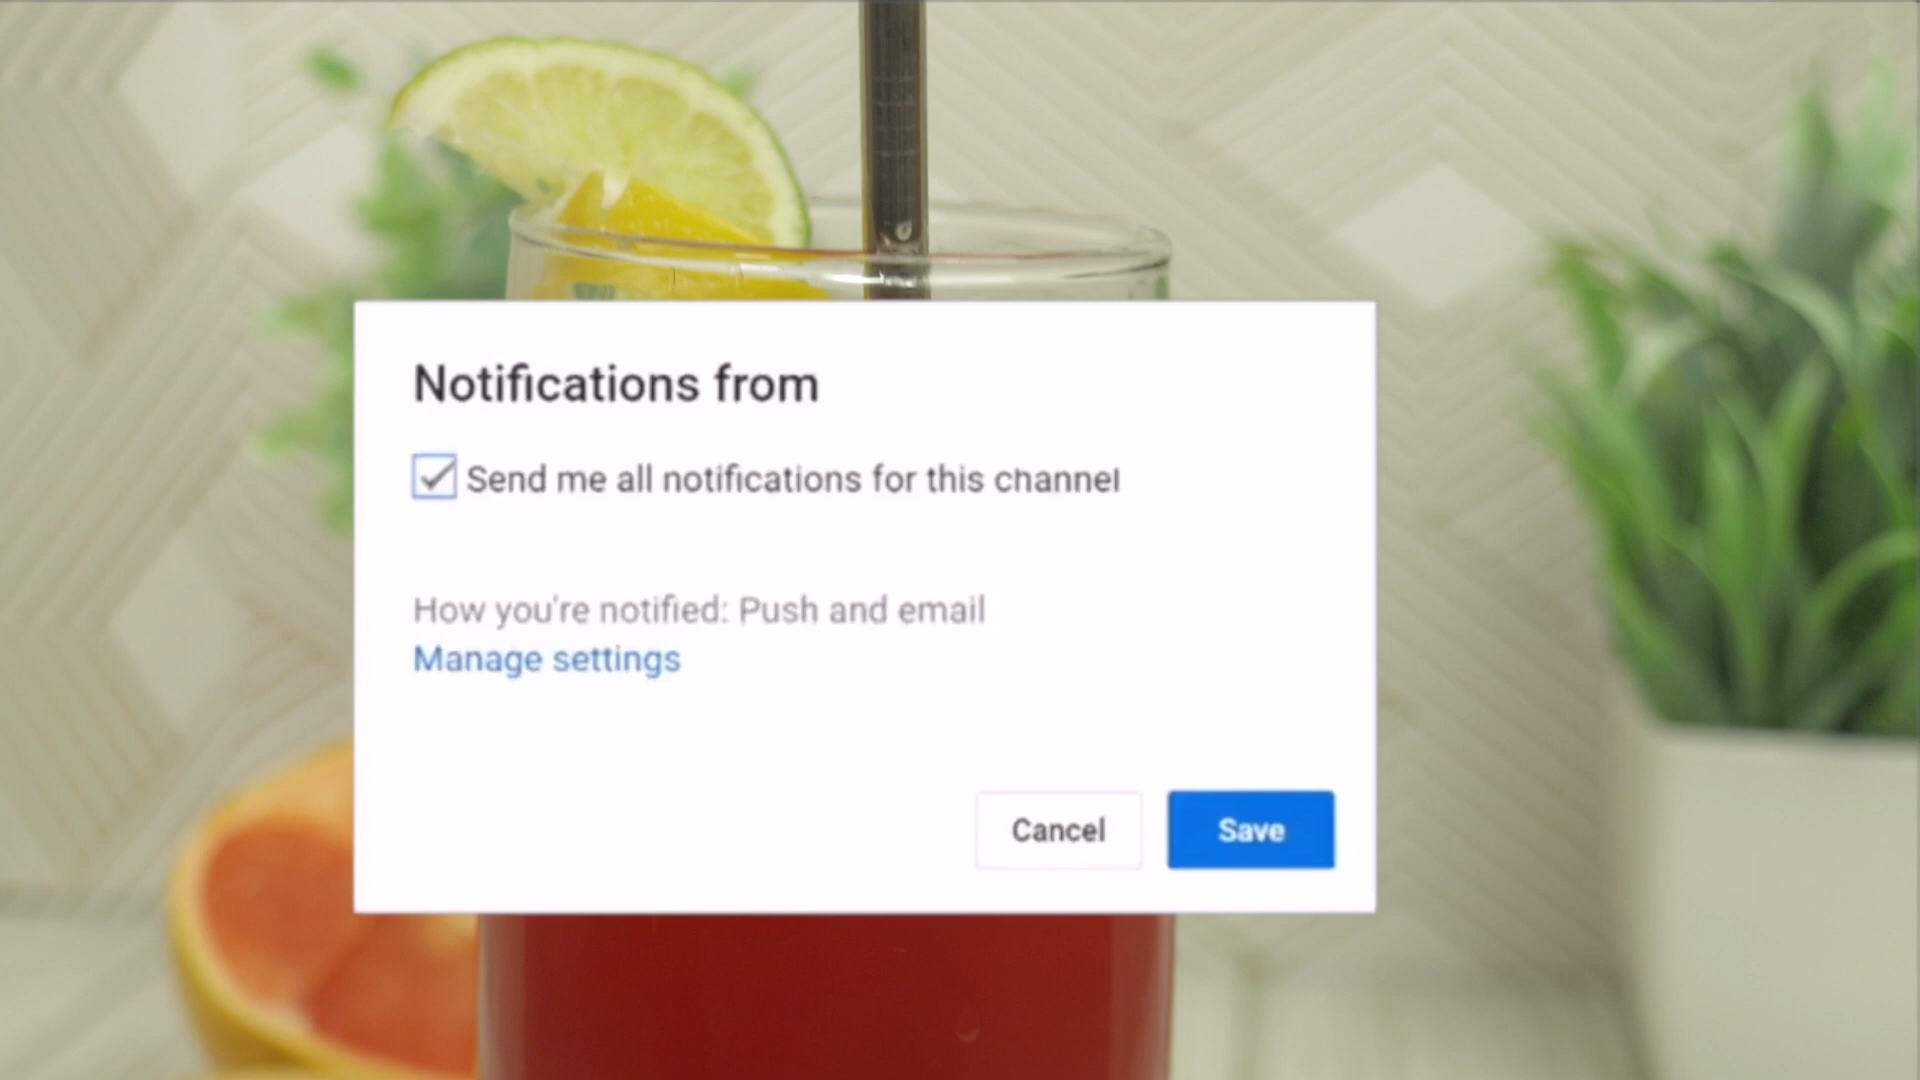 Notifications from
Send me all notifications for this channel
How you're notified: Push and email
Manage settings
Cancel
Save